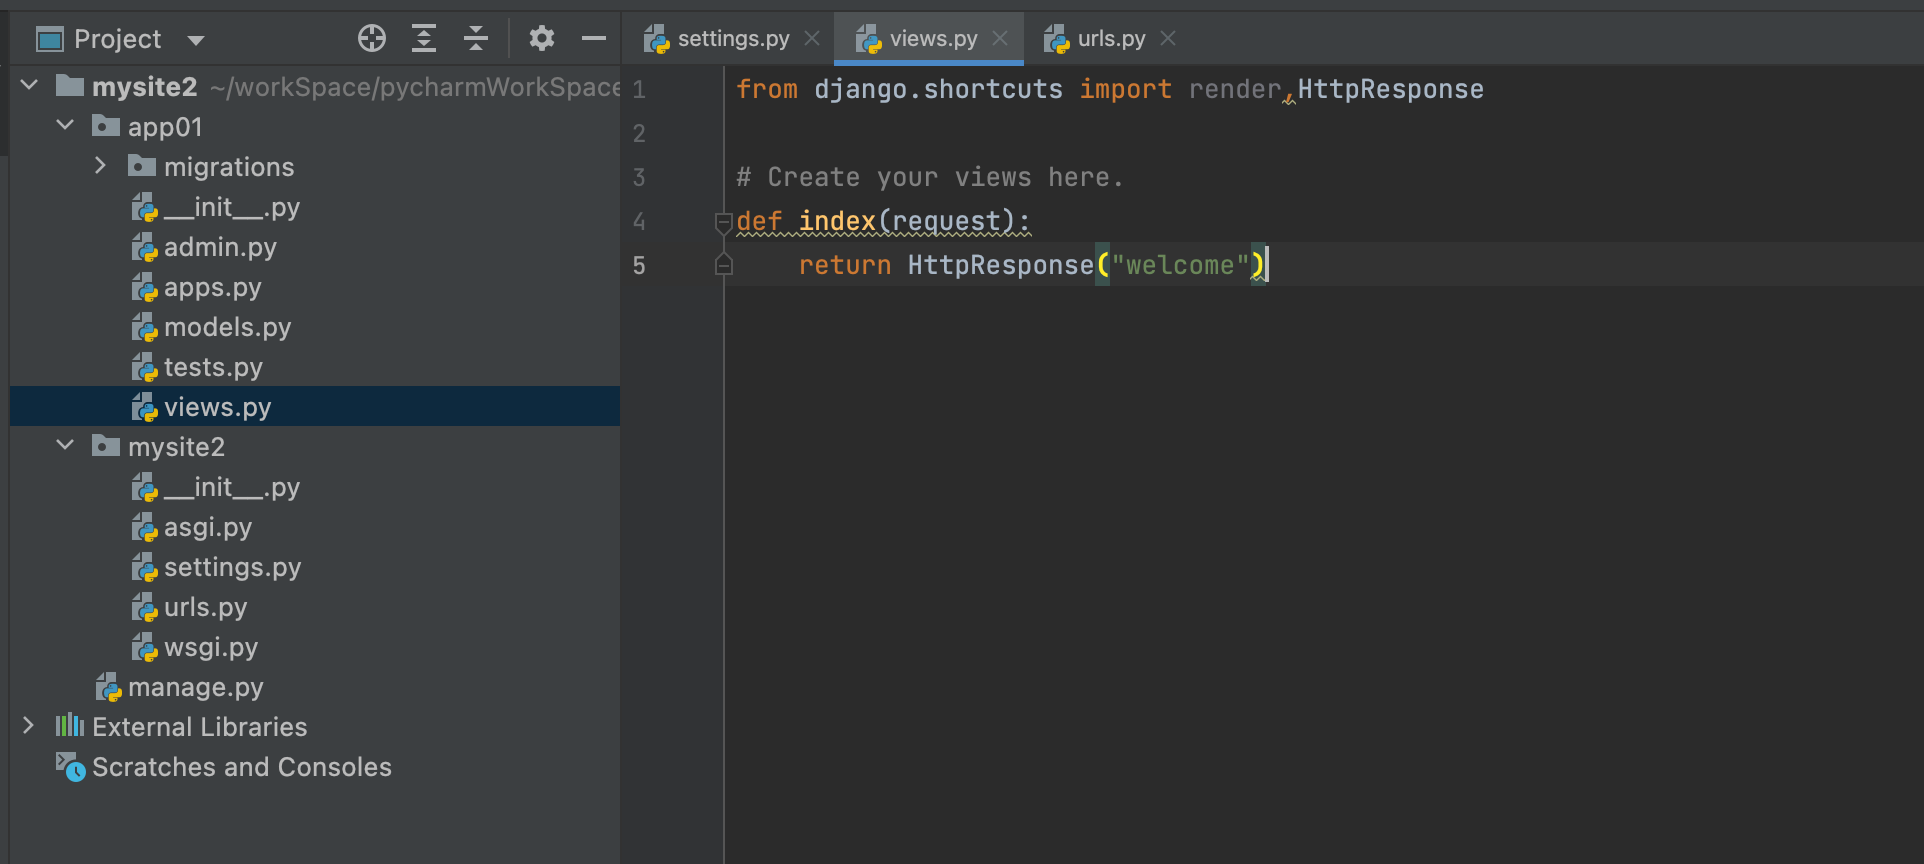 Project
settings.py
views.py
urls.py
mysite2 ~/workSpace/pycharmWorkSpace
app01
migrations
__init__.py
admin.py
apps.py
models.py
tests.py
views.py
mysite2
__init__.py
asgi.py
settings.py
urls.py
wsgi.py
manage.py
External Libraries
Scratches and Consoles
1 from django.shortcuts import render,HttpResponse
2
3 # Create your views here.
4 def index(request):
5     return HttpResponse("welcome")